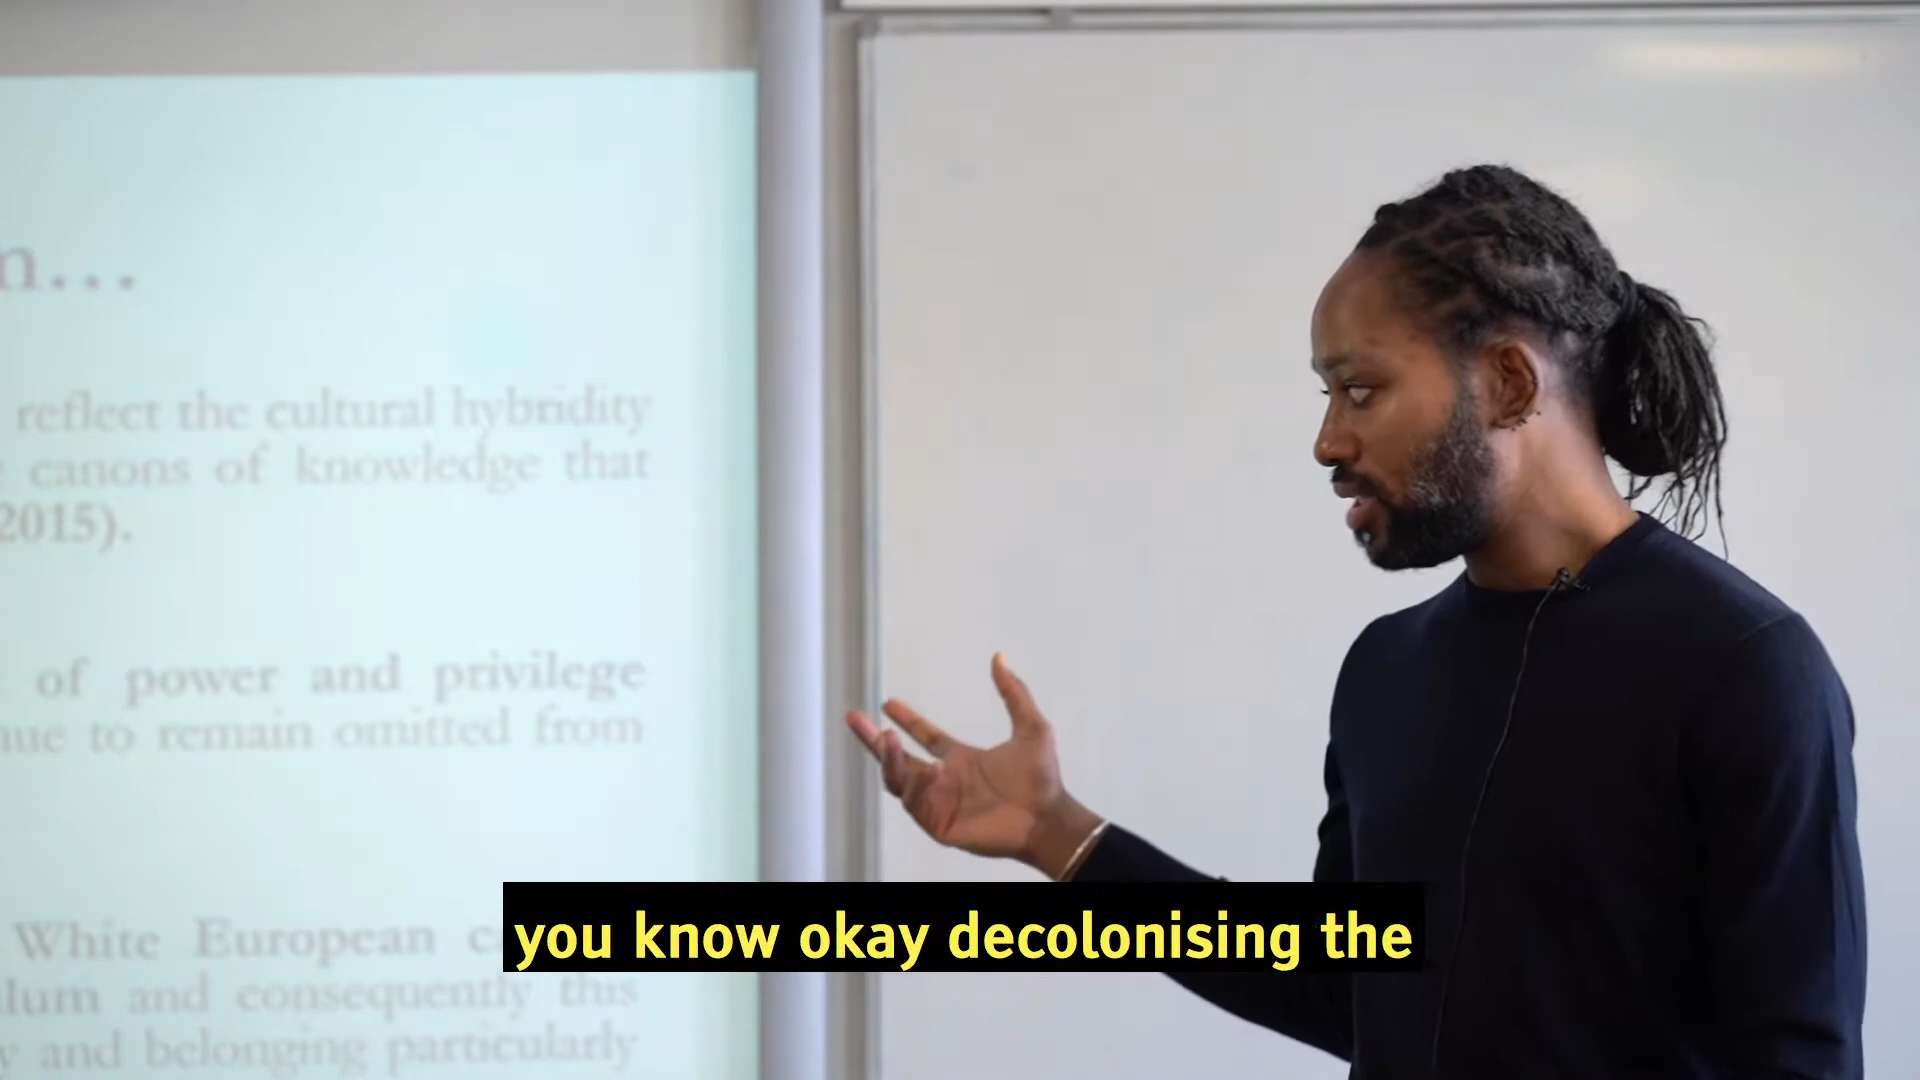 n...
reflect the cultural hybridity
canons of knowledge that
2015).
of power and privilege
nue to remain omitted from
White European
lum and consequently this
y and belonging particularly
you know okay decolonising the